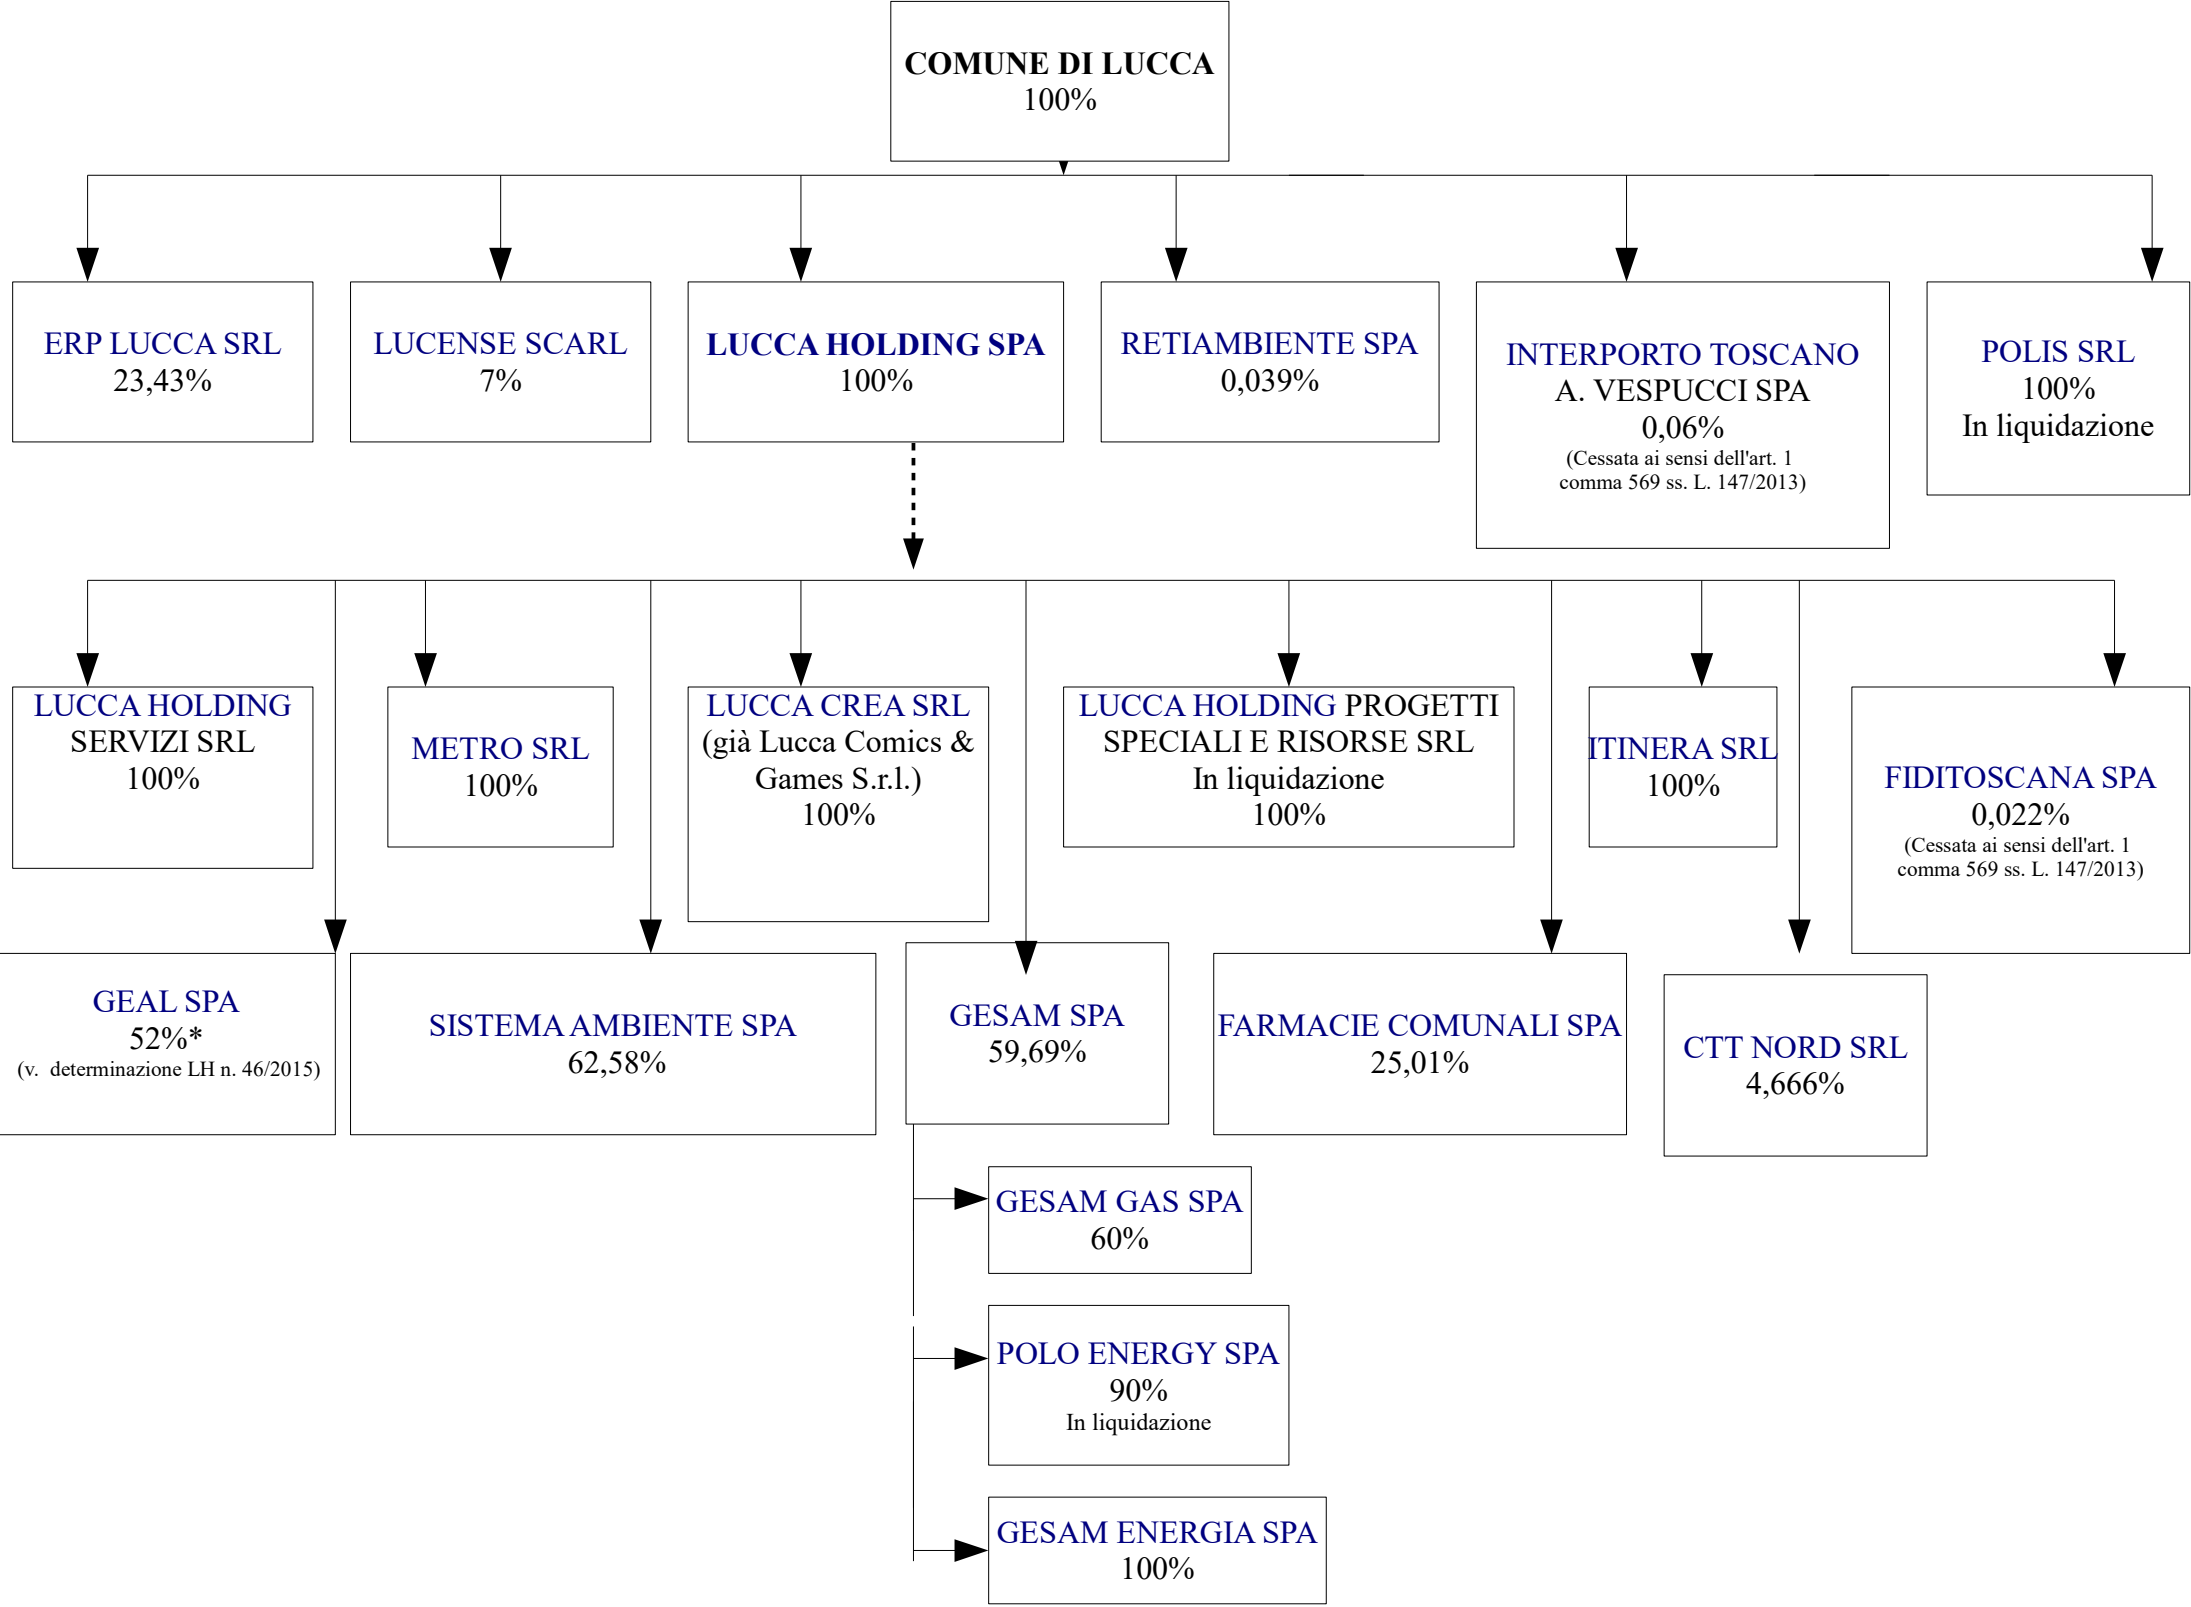 COMUNE DI LUCCA
100%
ERP LUCCA SRL
23,43%
LUCENSE SCARL
7%
LUCCA HOLDING SPA
100%
RETIAMBIENTE SPA
0,039%
INTERPORTO TOSCANO
A. VESPUCCI SPA
0,06%
(Cessata ai sensi dell'art. 1
comma 569 ss. L. 147/2013)
POLIS SRL
100%
In liquidazione
LUCCA HOLDING
SERVIZI SRL
100%
METRO SRL
100%
LUCCA CREA SRL
(già Lucca Comics &
Games S.r.l.)
100%
LUCCA HOLDING PROGETTI
SPECIALI E RISORSE SRL
In liquidazione
100%
ITINERA SRL
100%
FIDITOSCANA SPA
0,022%
(Cessata ai sensi dell'art. 1
comma 569 ss. L. 147/2013)
GEAL SPA
52%*
(v. determinazione LH n. 46/2015)
SISTEMA AMBIENTE SPA
62,58%
GESAM SPA
59,69%
FARMACIE COMUNALI SPA
25,01%
CTT NORD SRL
4,666%
GESAM GAS SPA
60%
POLO ENERGY SPA
90%
In liquidazione
GESAM ENERGIA SPA
100%